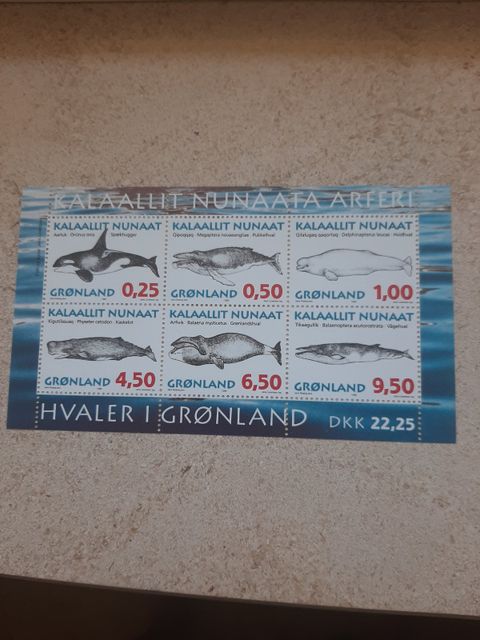 KALAALLIT NUNAATA ARFERI
KALAALLIT NUNAAT
Aarluk · Orcinus orca · Spækhugger
GRØNLAND 0,25
KALAALLIT NUNAAT
Qipoqqaq · Megaptera novaeangliae · Pukkelhval
GRØNLAND 0,50
KALAALLIT NUNAAT
Qilalugaq qaqortaq · Delphinapterus leucas · Hvidhval
GRØNLAND 1,00
KALAALLIT NUNAAT
Kigutilissuaq · Physeter catodon · Kaskelot
GRØNLAND 4,50
KALAALLIT NUNAAT
Arfivik · Balaena mysticetus · Grønlandshval
GRØNLAND 6,50
KALAALLIT NUNAAT
Tikaagullik · Balaenoptera acutorostrata · Vågehval
GRØNLAND 9,50
HVALER I GRØNLAND DKK 22,25